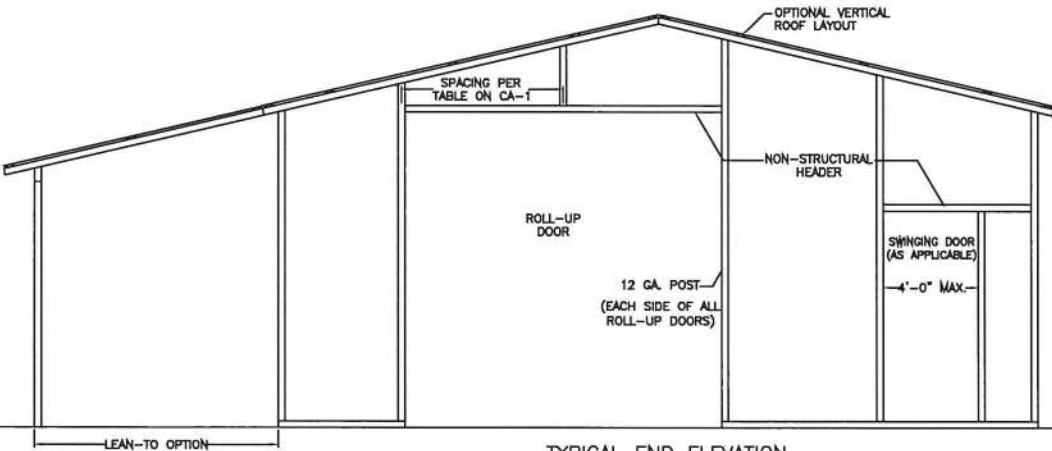 OPTIONAL VERTICAL
ROOF LAYOUT
SPACING PER
TABLE ON CA-1
NON-STRUCTURAL
HEADER
ROLL-UP
DOOR
SWINGING DOOR
(AS APPLICABLE)
4'-0" MAX.
12 GA. POST
(EACH SIDE OF ALL
ROLL-UP DOORS)
LEAN-TO OPTION
TYPICAL END ELEVATION